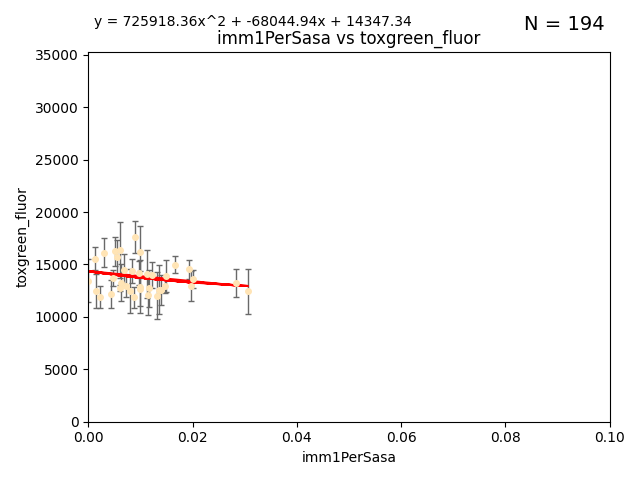 y = 725918.36x^2 + -68044.94x + 14347.34
N = 194
imm1PerSasa vs toxgreen_fluor
35000
30000
25000
20000
15000
10000
5000
0
toxgreen_fluor
0.00 0.02 0.04 0.06 0.08 0.10
imm1PerSasa